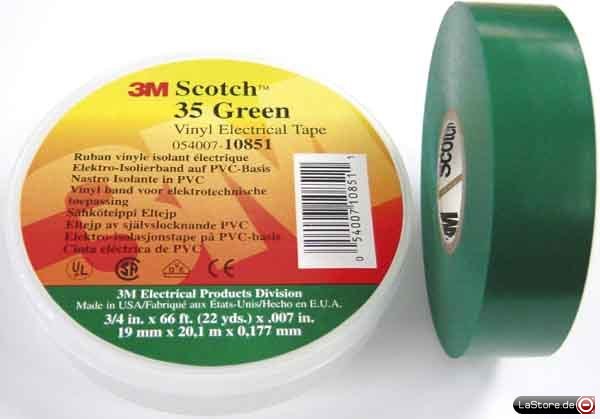 3M Scotch™
35 Green
Vinyl Electrical Tape
054007-10851
Ruban vinyle isolant électrique
Elektro-Isolierband auf PVC-Basis
Nastro Isolante in PVC
Vinyl band voor elektrotechnische
toepassing
Sähköteippi Eltejp
Eltejp av självslocknande PVC
Elektro-isolasjonstape på PVC-basis
Cinta eléctrica de PVC
0 54007 10851 1
UL
3M Electrical Products Division
Made in USA/Fabriqué aux Etats-Unis/Hecho en E.U.A.
3/4 in. x 66 ft. (22 yds.) x .007 in.
19 mm x 20,1 m x 0,177 mm
3M Scotch
LaStore.de